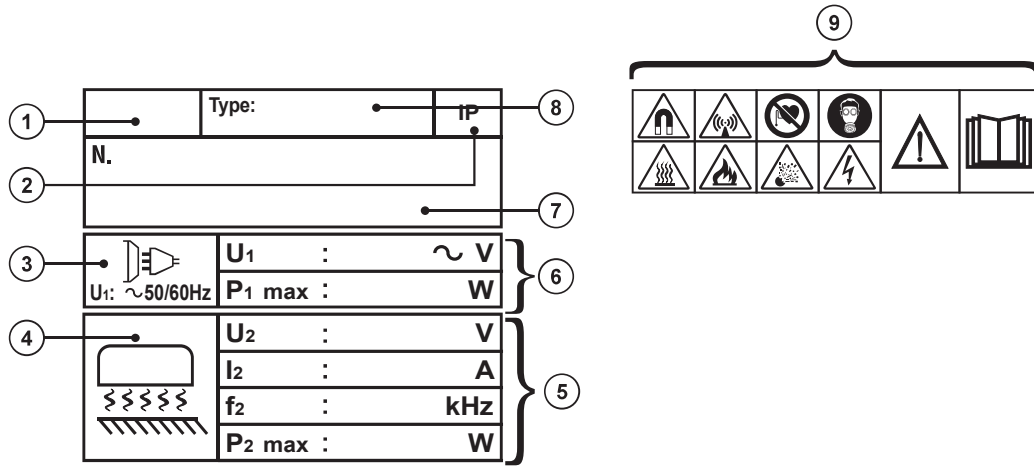 9
1
Type:
8
IP
N.
2
7
3
U1: ~50/60Hz
U1 : ~ V
P1 max : W
6
4
U2 : V
I2 : A
f2 : kHz
P2 max : W
5